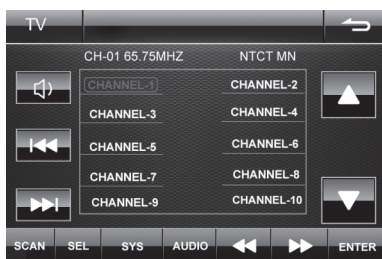 TV
CH-01 65.75MHZ NTCT MN
CHANNEL-1 CHANNEL-2
CHANNEL-3 CHANNEL-4
CHANNEL-5 CHANNEL-6
CHANNEL-7 CHANNEL-8
CHANNEL-9 CHANNEL-10
SCAN SEL SYS AUDIO ENTER